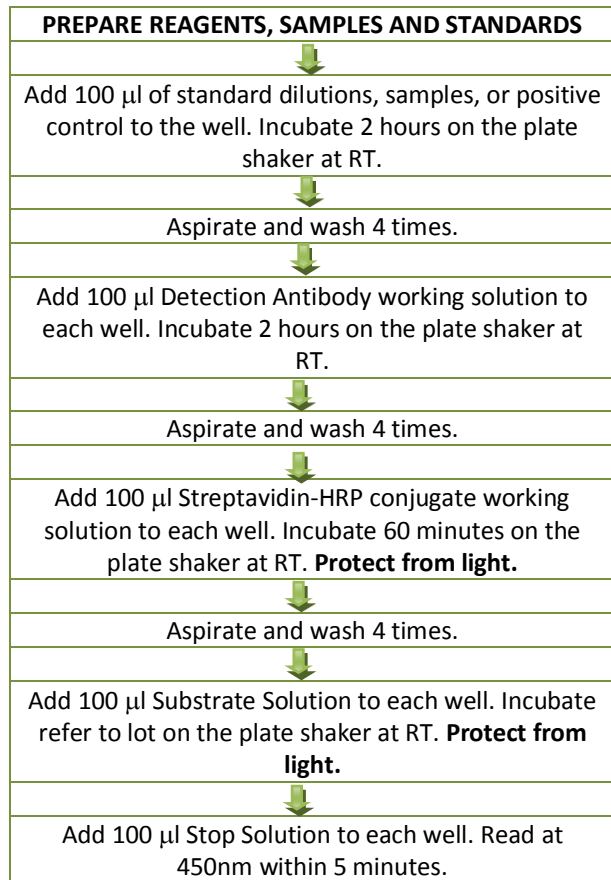 PREPARE REAGENTS, SAMPLES AND STANDARDS
Add 100 μl of standard dilutions, samples, or positive
control to the well. Incubate 2 hours on the plate
shaker at RT.
Aspirate and wash 4 times.
Add 100 μl Detection Antibody working solution to
each well. Incubate 2 hours on the plate shaker at
RT.
Aspirate and wash 4 times.
Add 100 μl Streptavidin-HRP conjugate working
solution to each well. Incubate 60 minutes on the
plate shaker at RT. Protect from light.
Aspirate and wash 4 times.
Add 100 μl Substrate Solution to each well. Incubate
refer to lot on the plate shaker at RT. Protect from
light.
Add 100 μl Stop Solution to each well. Read at
450nm within 5 minutes.